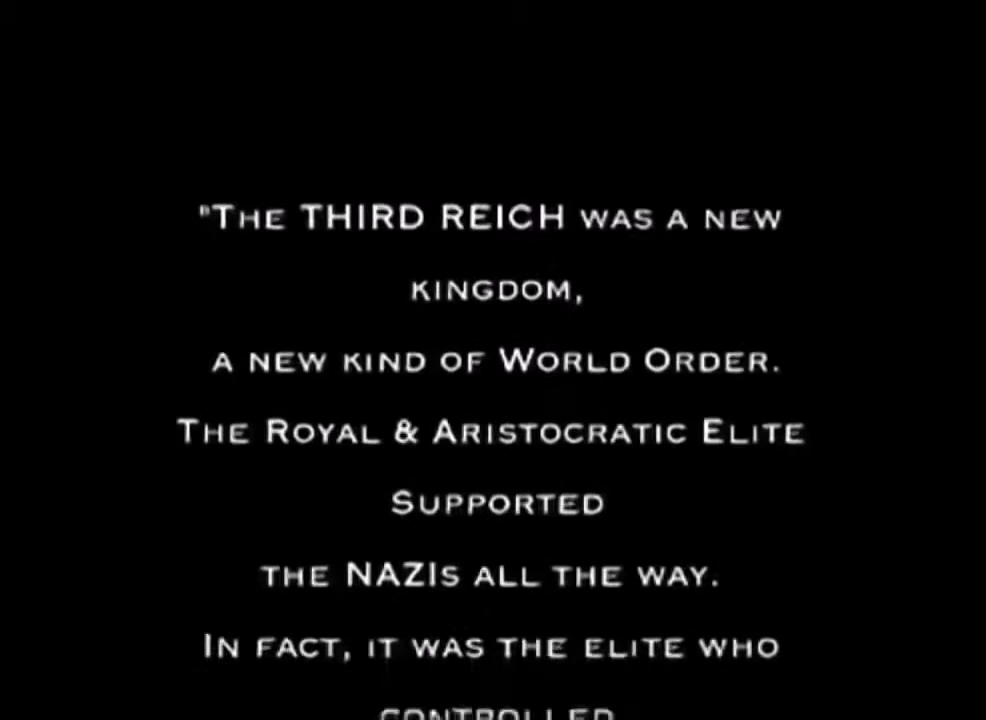 "The THIRD REICH was a new
kingdom,
a new kind of World Order.
The Royal & Aristocratic Elite
Supported
the NAZIs all the way.
In fact, it was the elite who
controlled